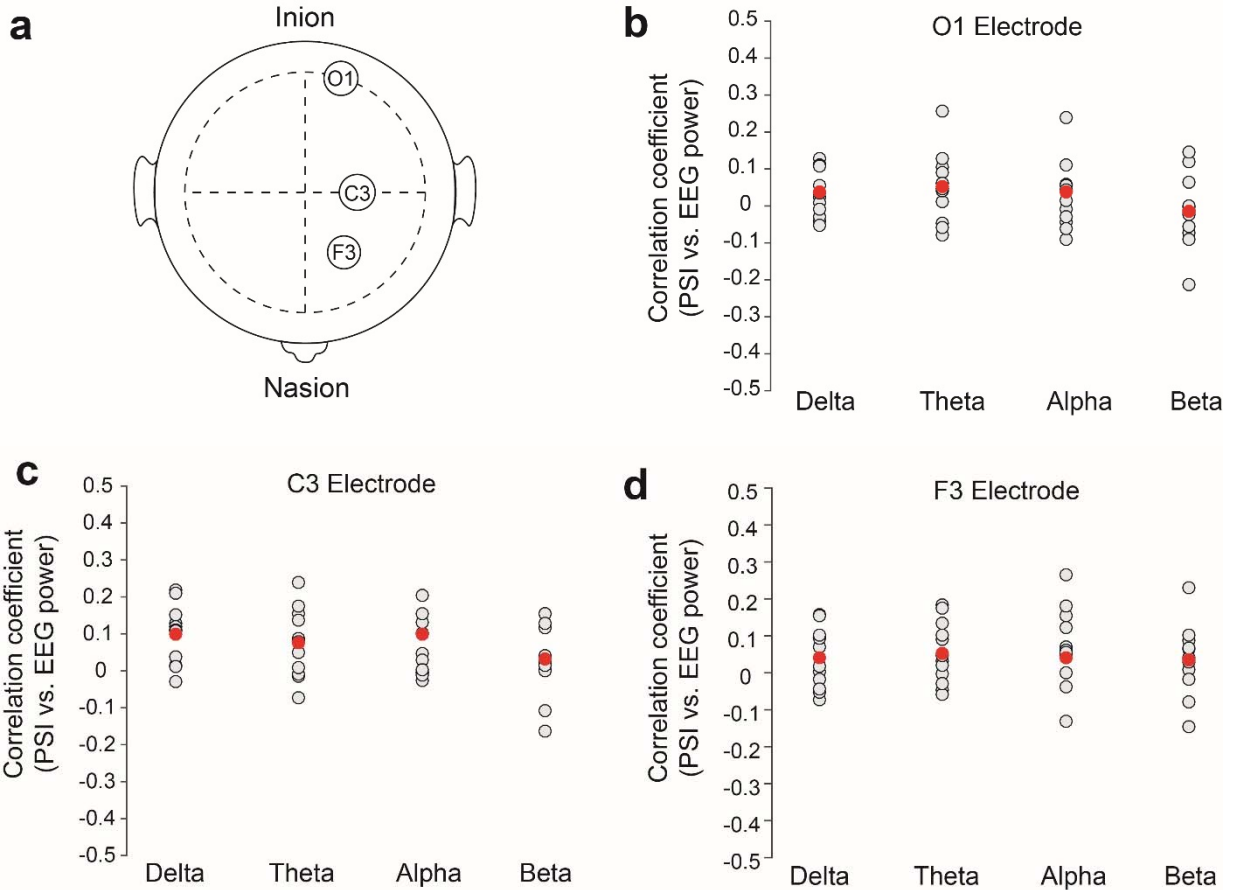 a
Inion
O1
C3
F3
Nasion
b
O1 Electrode
Correlation coefficient
(PSI vs. EEG power)
0.5
0.4
0.3
0.2
0.1
0
-0.1
-0.2
-0.3
-0.4
-0.5
Delta Theta Alpha Beta
c
C3 Electrode
Correlation coefficient
(PSI vs. EEG power)
0.5
0.4
0.3
0.2
0.1
0
-0.1
-0.2
-0.3
-0.4
-0.5
Delta Theta Alpha Beta
d
F3 Electrode
Correlation coefficient
(PSI vs. EEG power)
0.5
0.4
0.3
0.2
0.1
0
-0.1
-0.2
-0.3
-0.4
-0.5
Delta Theta Alpha Beta